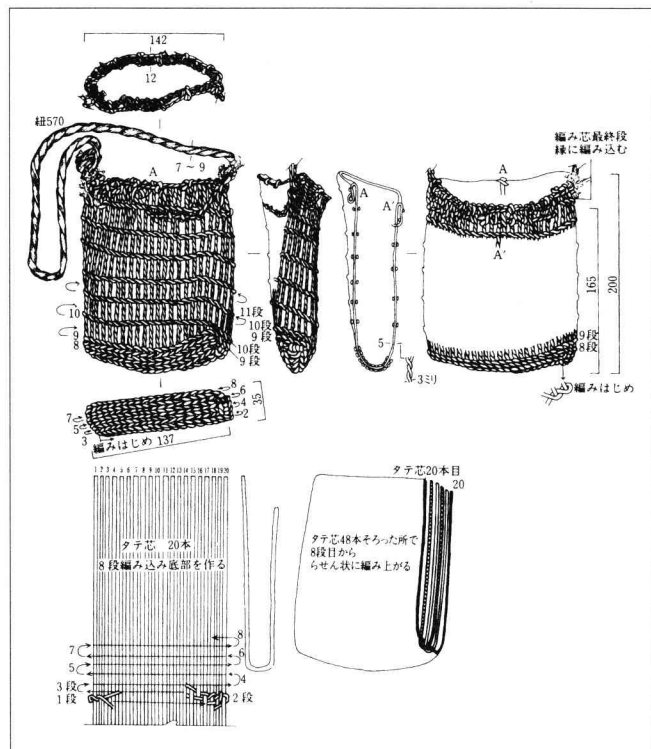 142
12
紐570
7～9
A
編み芯最終段
縁に編み込む
A
A
A′
A′
165
200
10
9
8
11段
10段
9段
10段
9段
5
3ミリ
9段
8段
編みはじめ
8
6
4
2
35
7
5
3
編みはじめ 137
1 2 3 4 5 6 7 8 9 10 11 12 13 14 15 16 17 18 19 20
タテ芯 20本
8段編み込み底部を作る
タテ芯20本目
20
タテ芯48本そろった所で
8段目から
らせん状に編み上がる
8
7
6
5
4
3段
1段
2段